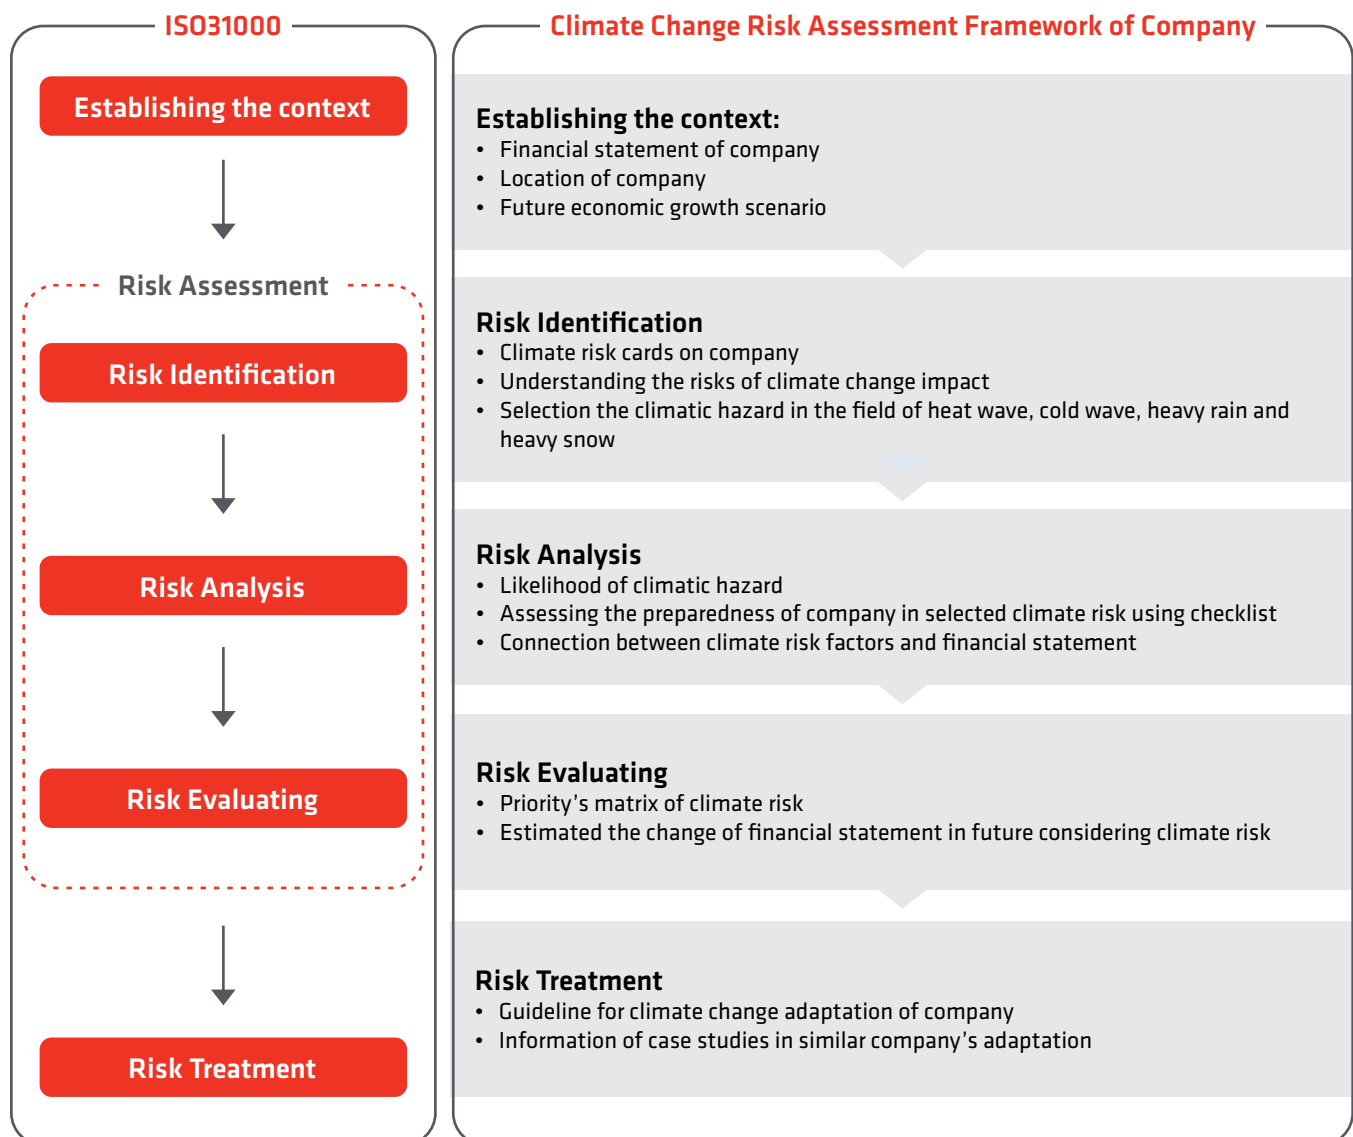 ISO31000
Establishing the context
Risk Assessment
Risk Identification
Risk Analysis
Risk Evaluating
Risk Treatment
Climate Change Risk Assessment Framework of Company
Establishing the context:
• Financial statement of company
• Location of company
• Future economic growth scenario
Risk Identification
• Climate risk cards on company
• Understanding the risks of climate change impact
• Selection the climatic hazard in the field of heat wave, cold wave, heavy rain and
heavy snow
Risk Analysis
• Likelihood of climatic hazard
• Assessing the preparedness of company in selected climate risk using checklist
• Connection between climate risk factors and financial statement
Risk Evaluating
• Priority’s matrix of climate risk
• Estimated the change of financial statement in future considering climate risk
Risk Treatment
• Guideline for climate change adaptation of company
• Information of case studies in similar company’s adaptation